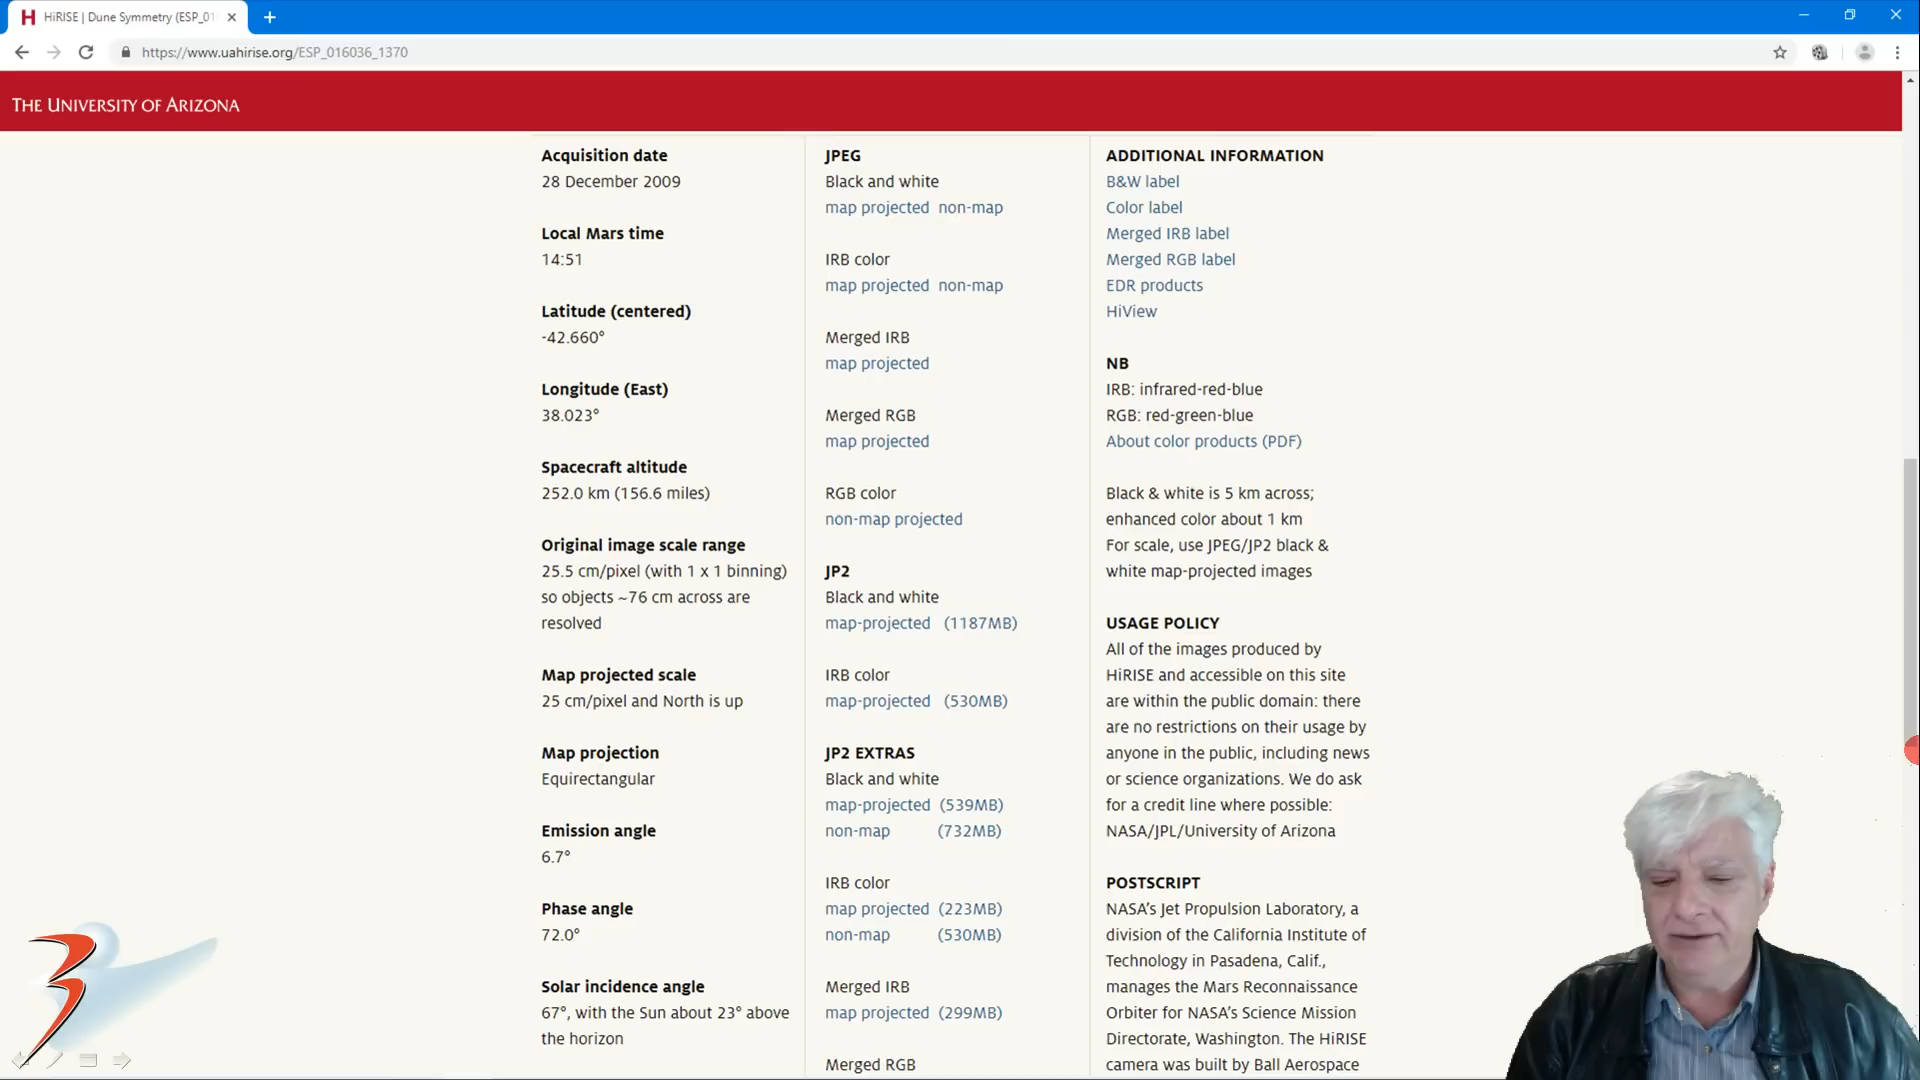 HiRISE | Dune Symmetry (ESP_01
https://www.uahirise.org/ESP_016036_1370
THE UNIVERSITY OF ARIZONA
Acquisition date
28 December 2009
Local Mars time
14:51
Latitude (centered)
-42.660°
Longitude (East)
38.023°
Spacecraft altitude
252.0 km (156.6 miles)
Original image scale range
25.5 cm/pixel (with 1 x 1 binning)
so objects ~76 cm across are
resolved
Map projected scale
25 cm/pixel and North is up
Map projection
Equirectangular
Emission angle
6.7°
Phase angle
72.0°
Solar incidence angle
67°, with the Sun about 23° above
the horizon
JPEG
Black and white
map projected non-map
IRB color
map projected non-map
Merged IRB
map projected
Merged RGB
map projected
RGB color
non-map projected
JP2
Black and white
map-projected (1187MB)
IRB color
map-projected (530MB)
JP2 EXTRAS
Black and white
map-projected (539MB)
non-map (732MB)
IRB color
map projected (223MB)
non-map (530MB)
Merged IRB
map projected (299MB)
Merged RGB
ADDITIONAL INFORMATION
B&W label
Color label
Merged IRB label
Merged RGB label
EDR products
HiView
NB
IRB: infrared-red-blue
RGB: red-green-blue
About color products (PDF)
Black & white is 5 km across;
enhanced color about 1 km
For scale, use JPEG/JP2 black &
white map-projected images
USAGE POLICY
All of the images produced by
HiRISE and accessible on this site
are within the public domain: there
are no restrictions on their usage by
anyone in the public, including news
or science organizations. We do ask
for a credit line where possible:
NASA/JPL/University of Arizona
POSTSCRIPT
NASA's Jet Propulsion Laboratory, a
division of the California Institute of
Technology in Pasadena, Calif.,
manages the Mars Reconnaissance
Orbiter for NASA's Science Mission
Directorate, Washington. The HiRISE
camera was built by Ball Aerospace